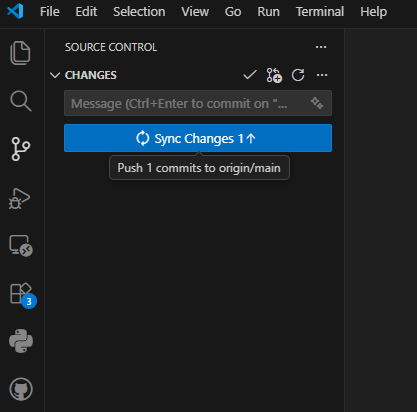 File Edit Selection View Go Run Terminal Help
SOURCE CONTROL
CHANGES
Message (Ctrl+Enter to commit on "...
Sync Changes 1↑
Push 1 commits to origin/main
3